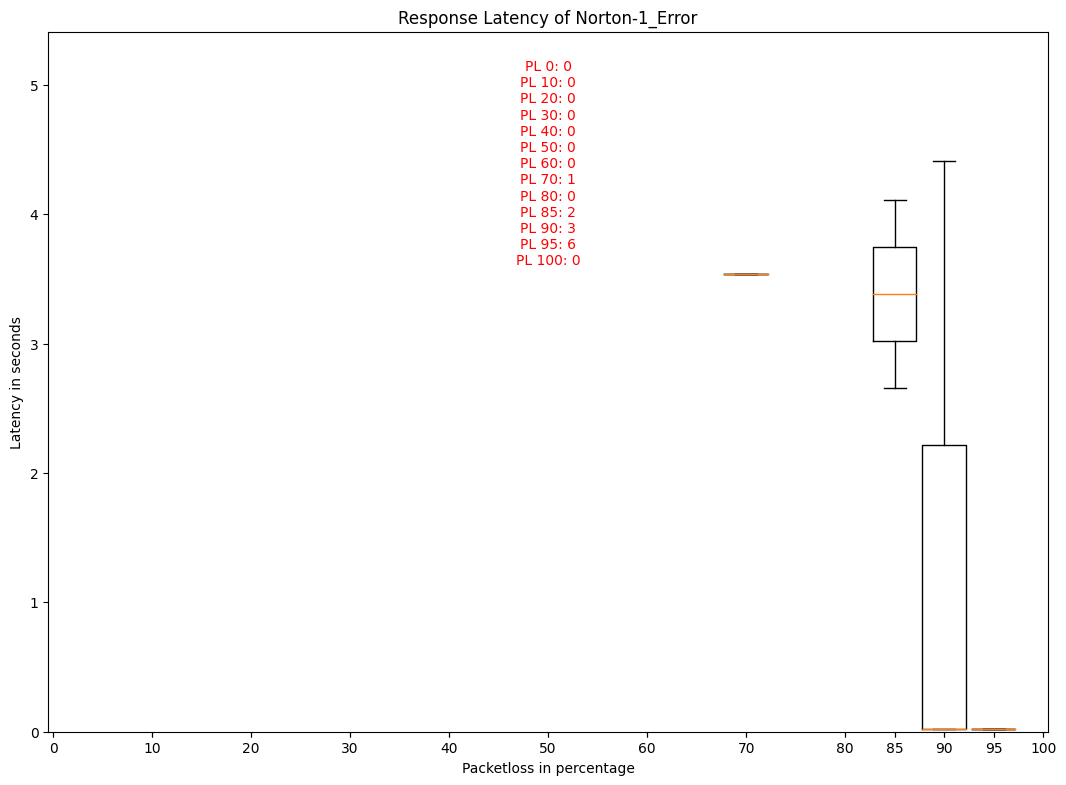 Response Latency of Norton-1_Error
PL 0: 0
PL 10: 0
PL 20: 0
PL 30: 0
PL 40: 0
PL 50: 0
PL 60: 0
PL 70: 1
PL 80: 0
PL 85: 2
PL 90: 3
PL 95: 6
PL 100: 0
Latency in seconds
5
4
3
2
1
0
0 10 20 30 40 50 60 70 80 85 90 95 100
Packetloss in percentage